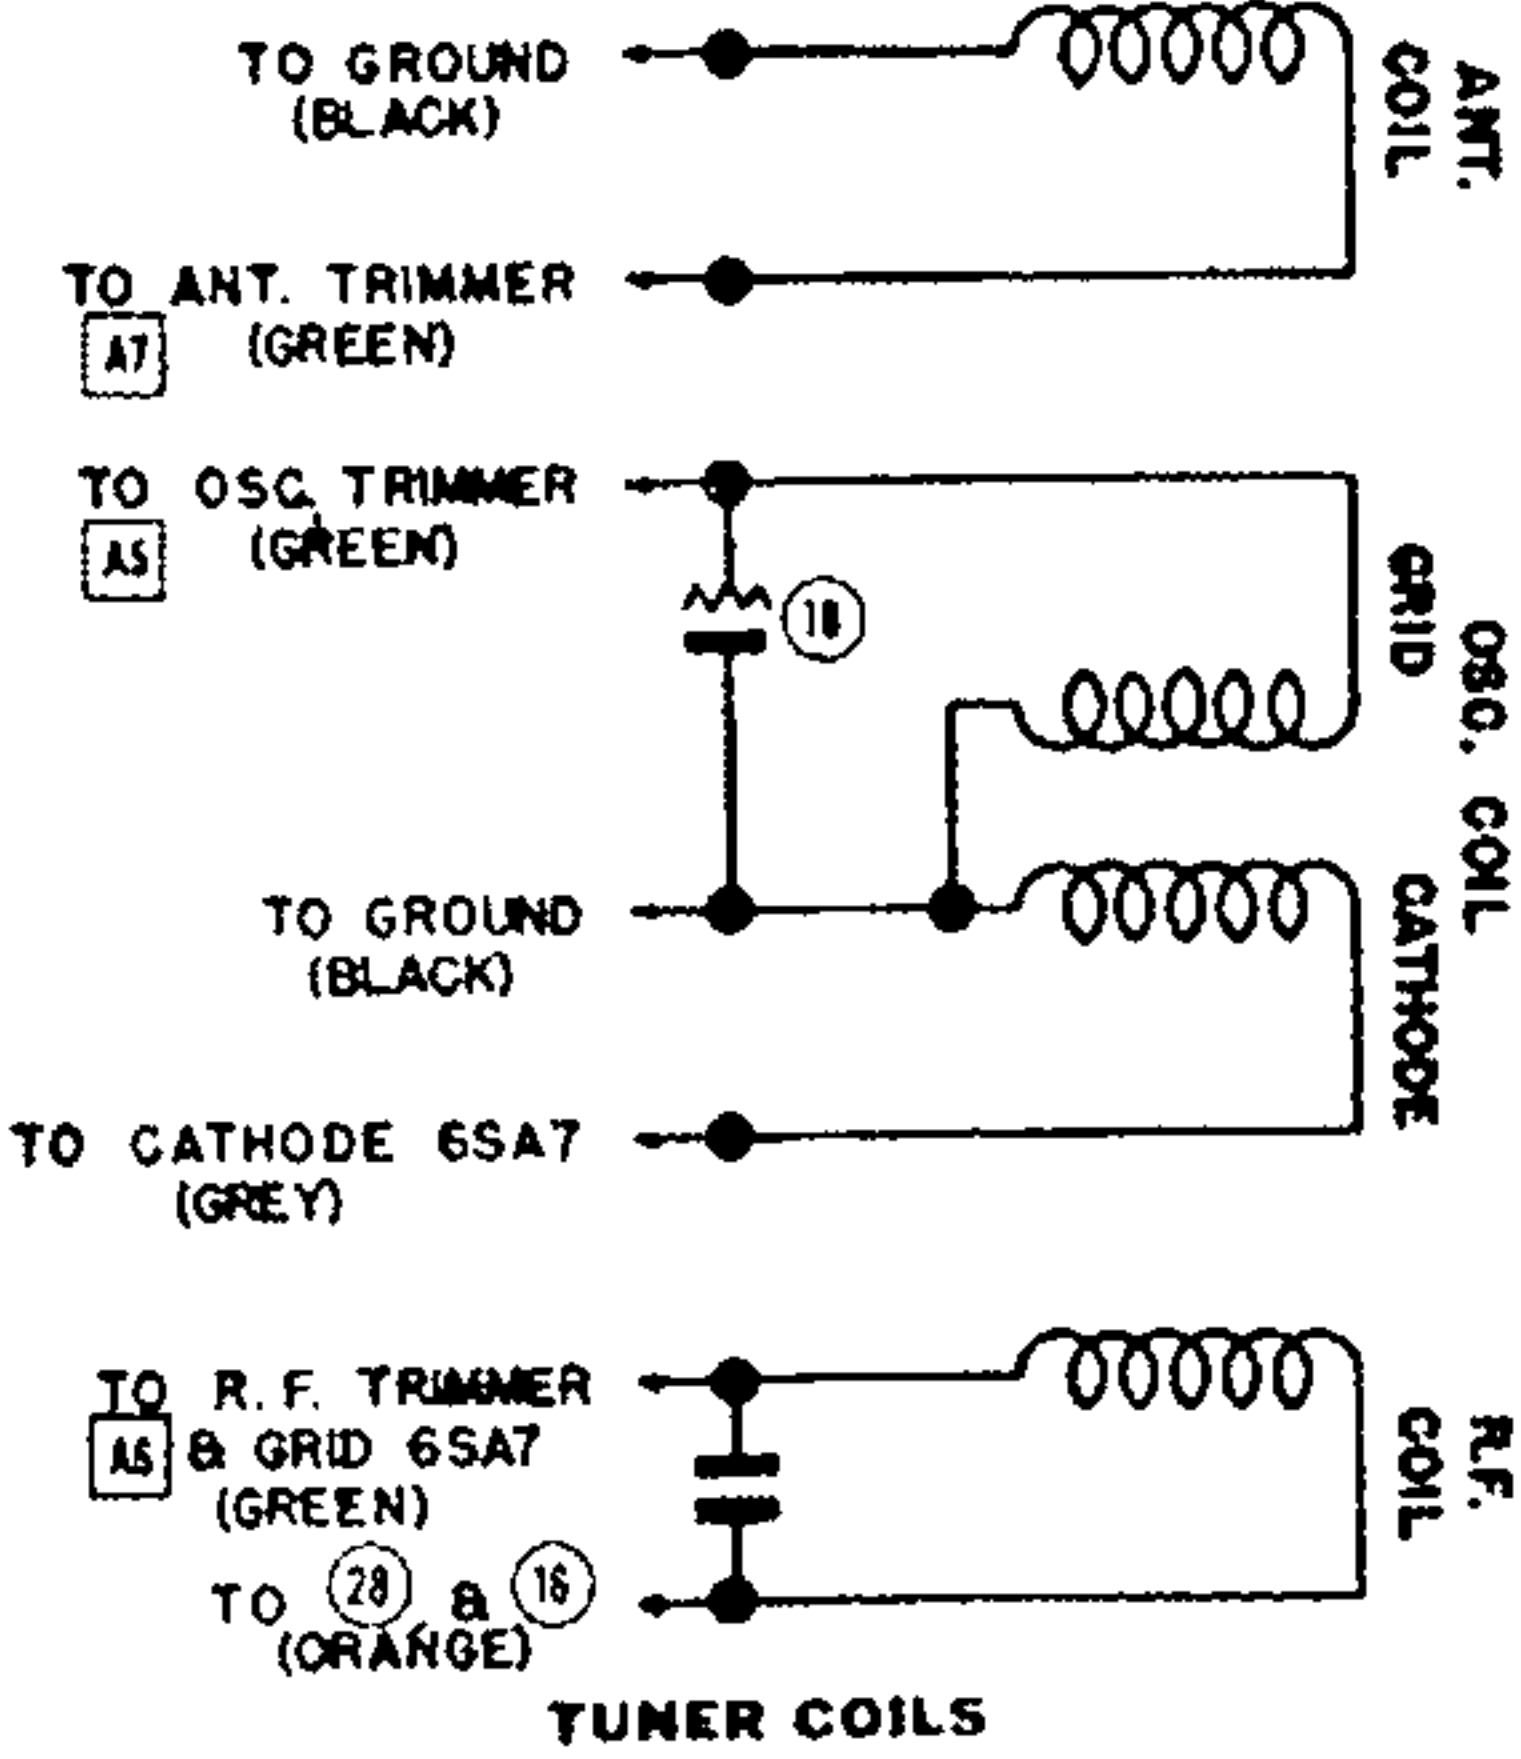 TO GROUND
(BLACK)
ANT.
COIL
TO ANT. TRIMMER
A7 (GREEN)
TO OSC. TRIMMER
A5 (GREEN)
GRID
OSC. COIL
CATHODE
TO GROUND
(BLACK)
TO CATHODE 6SA7
(GREY)
TO R.F. TRIMMER
A6 & GRID 6SA7
(GREEN)
R.F.
COIL
TO 28 & 16
(ORANGE)
TUNER COILS